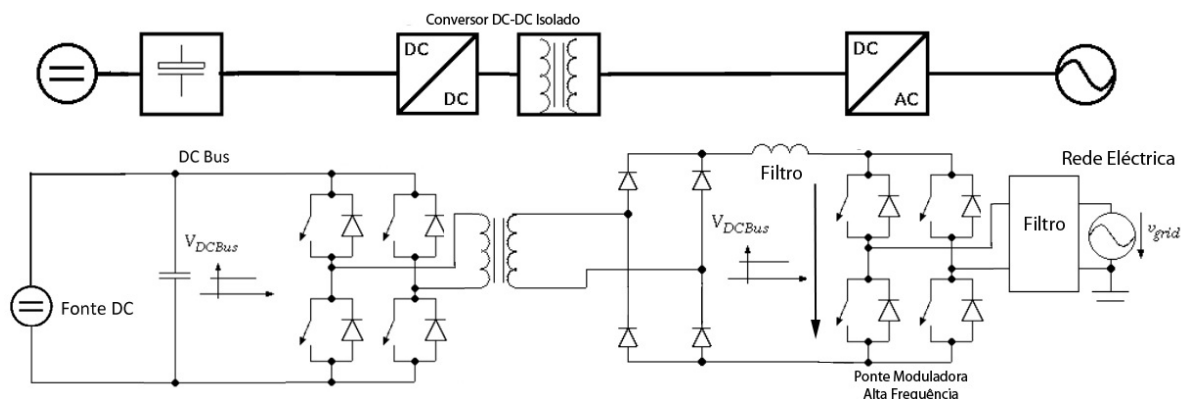 Conversor DC-DC Isolado
DC
DC
DC
AC
DC Bus
Rede Eléctrica
Filtro
V_DCBus
V_DCBus
Filtro
v_grid
Fonte DC
Ponte Moduladora
Alta Frequência